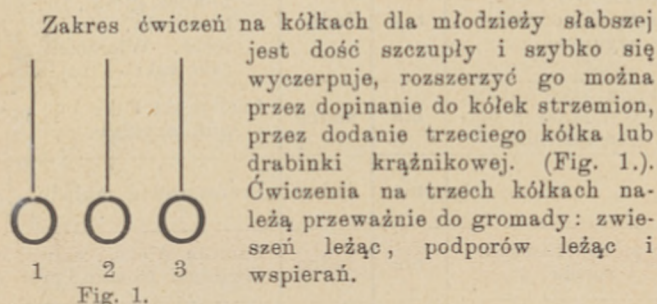 Zakres ćwiczeń na kółkach dla młodzieży słabszej
jest dość szczupły i szybko się
wyczerpuje, rozszerzyć go można
przez dopinanie do kółek strzemion,
przez dodanie trzeciego kółka lub
drabinki krążnikowej. (Fig. 1.).
Ćwiczenia na trzech kółkach na-
leżą przeważnie do gromady: zwie-
szeń leżąc, podporów leżąc i
wspierań.
1 2 3
Fig. 1.